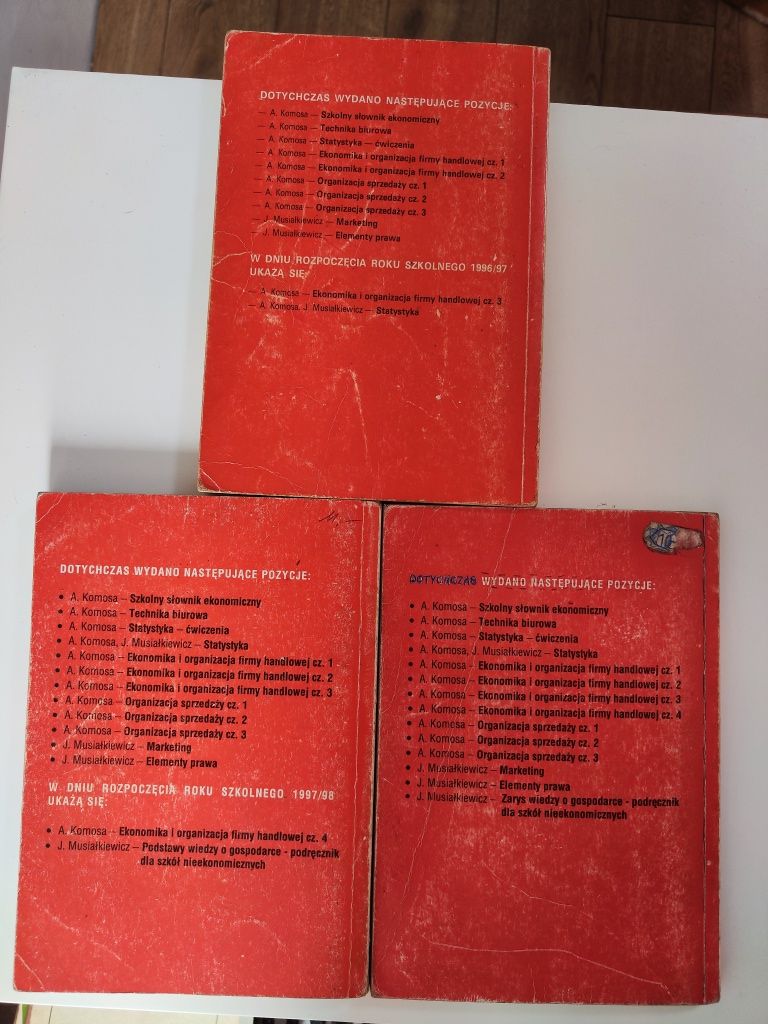 DOTYCHCZAS WYDANO NASTĘPUJĄCE POZYCJE:
— A. Komosa — Szkolny słownik ekonomiczny
— A. Komosa — Technika biurowa
— A. Komosa — Statystyka — ćwiczenia
— A. Komosa — Ekonomika i organizacja firmy handlowej cz. 1
— A. Komosa — Ekonomika i organizacja firmy handlowej cz. 2
— A. Komosa — Organizacja sprzedaży cz. 1
— A. Komosa — Organizacja sprzedaży cz. 2
— A. Komosa — Organizacja sprzedaży cz. 3
— J. Musiałkiewicz — Marketing
— J. Musiałkiewicz — Elementy prawa
W DNIU ROZPOCZĘCIA ROKU SZKOLNEGO 1996/97
UKAŻĄ SIĘ:
— A. Komosa — Ekonomika i organizacja firmy handlowej cz. 3
— A. Komosa, J. Musiałkiewicz — Statystyka
DOTYCHCZAS WYDANO NASTĘPUJĄCE POZYCJE:
• A. Komosa – Szkolny słownik ekonomiczny
• A. Komosa – Technika biurowa
• A. Komosa – Statystyka – ćwiczenia
• A. Komosa, J. Musiałkiewicz – Statystyka
• A. Komosa – Ekonomika i organizacja firmy handlowej cz. 1
• A. Komosa – Ekonomika i organizacja firmy handlowej cz. 2
• A. Komosa – Ekonomika i organizacja firmy handlowej cz. 3
• A. Komosa – Organizacja sprzedaży cz. 1
• A. Komosa – Organizacja sprzedaży cz. 2
• A. Komosa – Organizacja sprzedaży cz. 3
• J. Musiałkiewicz – Marketing
• J. Musiałkiewicz – Elementy prawa
W DNIU ROZPOCZĘCIA ROKU SZKOLNEGO 1997/98
UKAŻĄ SIĘ:
• A. Komosa – Ekonomika i organizacja firmy handlowej cz. 4
• J. Musiałkiewicz – Podstawy wiedzy o gospodarce - podręcznik
dla szkół nieekonomicznych
DOTYCHCZAS WYDANO NASTĘPUJĄCE POZYCJE:
• A. Komosa – Szkolny słownik ekonomiczny
• A. Komosa – Technika biurowa
• A. Komosa – Statystyka – ćwiczenia
• A. Komosa, J. Musiałkiewicz – Statystyka
• A. Komosa – Ekonomika i organizacja firmy handlowej cz. 1
• A. Komosa – Ekonomika i organizacja firmy handlowej cz. 2
• A. Komosa – Ekonomika i organizacja firmy handlowej cz. 3
• A. Komosa – Ekonomika i organizacja firmy handlowej cz. 4
• A. Komosa – Organizacja sprzedaży cz. 1
• A. Komosa – Organizacja sprzedaży cz. 2
• A. Komosa – Organizacja sprzedaży cz. 3
• J. Musiałkiewicz – Marketing
• J. Musiałkiewicz – Elementy prawa
• J. Musiałkiewicz – Zarys wiedzy o gospodarce - podręcznik
dla szkół nieekonomicznych